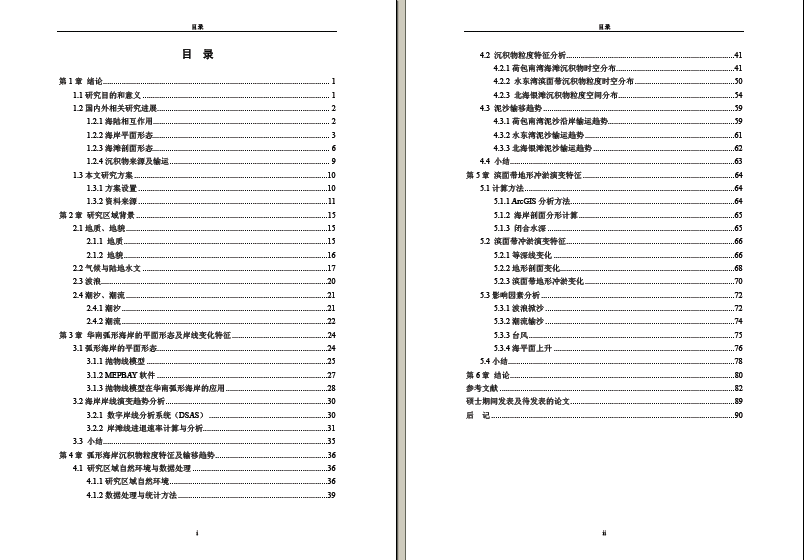 目录
目 录
第 1 章 绪论 1
1.1 研究目的和意义 1
1.2 国内外相关研究进展 2
1.2.1 海陆相互作用 2
1.2.2 海岸平面形态 3
1.2.3 海滩剖面形态 6
1.2.4 沉积物来源及输运 9
1.3 本文研究方案 10
1.3.1 方案设置 10
1.3.2 资料来源 11
第 2 章 研究区域背景 15
2.1 地质、地貌 15
2.1.1 地质 15
2.1.2 地貌 16
2.2 气候与陆地水文 17
2.3 波浪 20
2.4 潮汐、潮流 21
2.4.1 潮汐 21
2.4.2 潮流 22
第 3 章 华南弧形海岸的平面形态及岸线变化特征 24
3.1 弧形海岸的平面形态 24
3.1.1 抛物线模型 25
3.1.2 MEPBAY 软件 27
3.1.3 抛物线模型在华南弧形海岸的应用 28
3.2 海岸岸线演变趋势分析 30
3.2.1 数字岸线分析系统（DSAS） 30
3.2.2 岸滩线进退速率计算与分析 31
3.3 小结 35
第 4 章 弧形海岸沉积物粒度特征及输移趋势 36
4.1 研究区域自然环境与数据处理 36
4.1.1 研究区域自然环境 36
4.1.2 数据处理与统计方法 39
i
目录
4.2 沉积物粒度特征分析 41
4.2.1 荷包南湾海滩沉积物时空分布 41
4.2.2 水东湾滨面带沉积物粒度时空分布 50
4.2.3 北海银滩沉积物粒度空间分布 54
4.3 泥沙输移趋势 59
4.3.1 荷包南湾泥沙沿岸输运趋势 59
4.3.2 水东湾泥沙输运趋势 61
4.3.3 北海银滩泥沙输运趋势 62
4.4 小结 63
第 5 章 滨面带地形冲淤演变特征 64
5.1 计算方法 64
5.1.1 ArcGIS 分析方法 64
5.1.2 海岸剖面分形计算 65
5.1.3 闭合水深 65
5.2 滨面带冲淤演变特征 66
5.2.1 等深线变化 66
5.2.2 地形剖面变化 68
5.2.3 滨面带地形冲淤变化 70
5.3 影响因素分析 72
5.3.1 波浪掀沙 72
5.3.2 潮流输沙 74
5.3.3 台风 75
5.3.4 海平面上升 76
5.4 小结 78
第 6 章 结论 80
参考文献 82
硕士期间发表及待发表的论文 89
后 记 90
ii